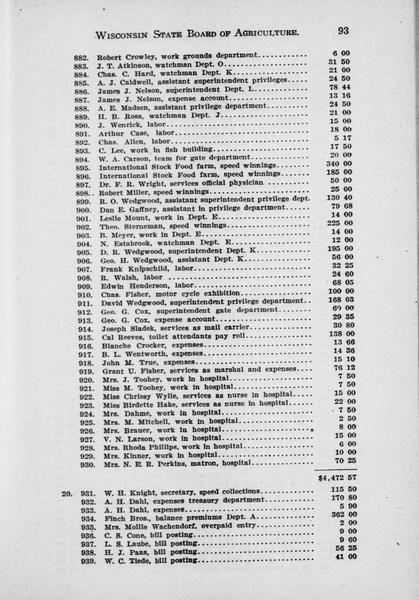 WISCONSIN STATE BOARD OF AGRICULTURE. 93
882. Robert Crowley, work grounds department 6 00
883. J. T. Atkinson, watchman Dept. O 31 50
884. Chas. C. Hard, watchman Dept. K 21 00
885. A. J. Caldwell, assistant superintendent privileges 24 50
886. James J. Nelson, superintendent Dept. L 78 44
887. James J. Nelson, expense account 13 16
888. A. E. Madsen, assistant privilege department 24 50
889. H. B. Ross, watchman Dept. J 21 00
890. J. Wenrick, labor 15 00
891. Arthur Case, labor 18 00
892. Chas. Allen, labor 5 17
893. C. Lee, work in fish building 17 50
894. W. A. Carson, team for gate department 20 00
895. International Stock Food farm, speed winnings 340 00
896. International Stock Food farm, speed winnings 185 00
897. Dr. F. R. Wright, services official physician 50 00
898. Robert Miller, speed winnings 25 00
899. R. O. Wedgwood, assistant superintendent privilege dept. 130 40
900. Dan E. Gaffney, assistant in privilege department 79 68
901. Leslie Mount, work in Dept. E 14 00
902. Theo. Sterneman, speed winnings 225 00
903. B. Meyer, work in Dept. E 14 00
904. N. Estabrook, watchman Dept. E 12 00
905. D. R. Wedgwood, superintendent Dept. K 195 00
906. Geo. H. Wedgwood, assistant Dept. K 56 00
907. Frank Knipschild, labor 32 25
908. R. Walsh, labor 24 60
909. Edwin Henderson, labor 68 05
910. Chas. Fisher, motor cycle exhibition 100 00
911. David Wedgwood, superintendent privilege department 168 03
912. Geo. G. Cox, superintendent gate department 60 00
913. Geo. G. Cox, expense account 29 35
914. Joseph Sladek, services as mail carrier 30 80
915. Cal Reeves, toilet attendants pay roll 138 00
916. Blanche Crocker, expenses 13 66
917. B. L. Wentworth, expenses 14 36
918. John M. True, expenses 15 10
919. Grant U. Fisher, services as marshal and expenses 76 12
920. Mrs. J. Toohey, work in hospital 7 50
921. Miss M. Toohey, work in hospital 7 50
922. Miss Chrissy Wylie, services as nurse in hospital 15 00
923. Miss Birdette Hake, services as nurse in hospital 22 00
924. Mrs. Dahme, work in hospital 7 50
925. Mrs. M. Mitchell, work in hospital 2 50
926. Mrs. Brauer, work in hospital 8 00
927. V. N. Larson, work in hospital 15 00
928. Mrs. Rhoda Phillips, work in hospital 6 00
929. Mrs. Kinner, work in hospital 10 00
930. Mrs. N. E. R. Perkins, matron, hospital 70 25
$4,472 57
20. 931. W. H. Knight, secretary, speed collections 115 50
932. A. H. Dahl, expenses treasury department 170 80
933. A. H. Dahl, expenses 5 90
934. Finch Bros., balance premiums Dept. A 362 00
935. Mrs. Mollie Wachendorf, overpaid entry 2 00
936. C. S. Cone, bill posting 9 00
937. L. S. Laube, bill posting 9 60
938. H. J. Paas, bill posting 56 25
939. W. C. Tiede, bill posting 41 00